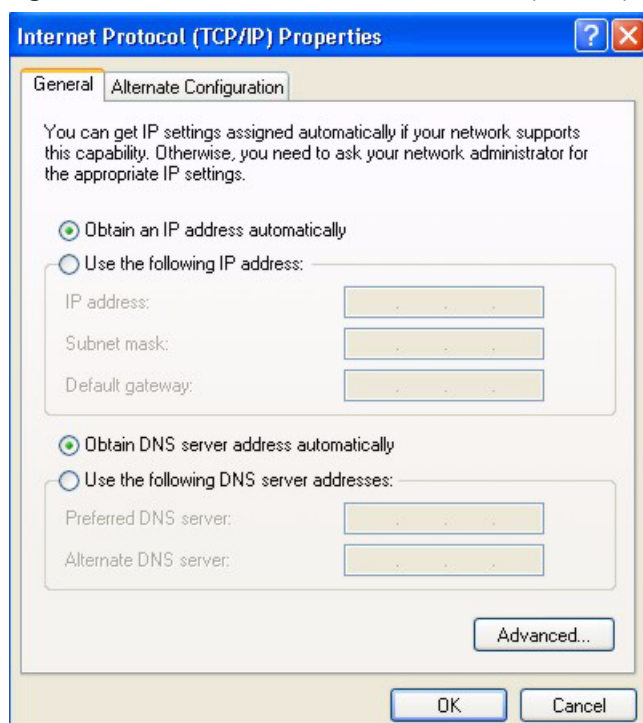 Internet Protocol (TCP/IP) Properties
General
Alternate Configuration
You can get IP settings assigned automatically if your network supports
this capability. Otherwise, you need to ask your network administrator for
the appropriate IP settings.
Obtain an IP address automatically
Use the following IP address:
IP address:
Subnet mask:
Default gateway:
Obtain DNS server address automatically
Use the following DNS server addresses:
Preferred DNS server:
Alternate DNS server:
Advanced...
OK
Cancel